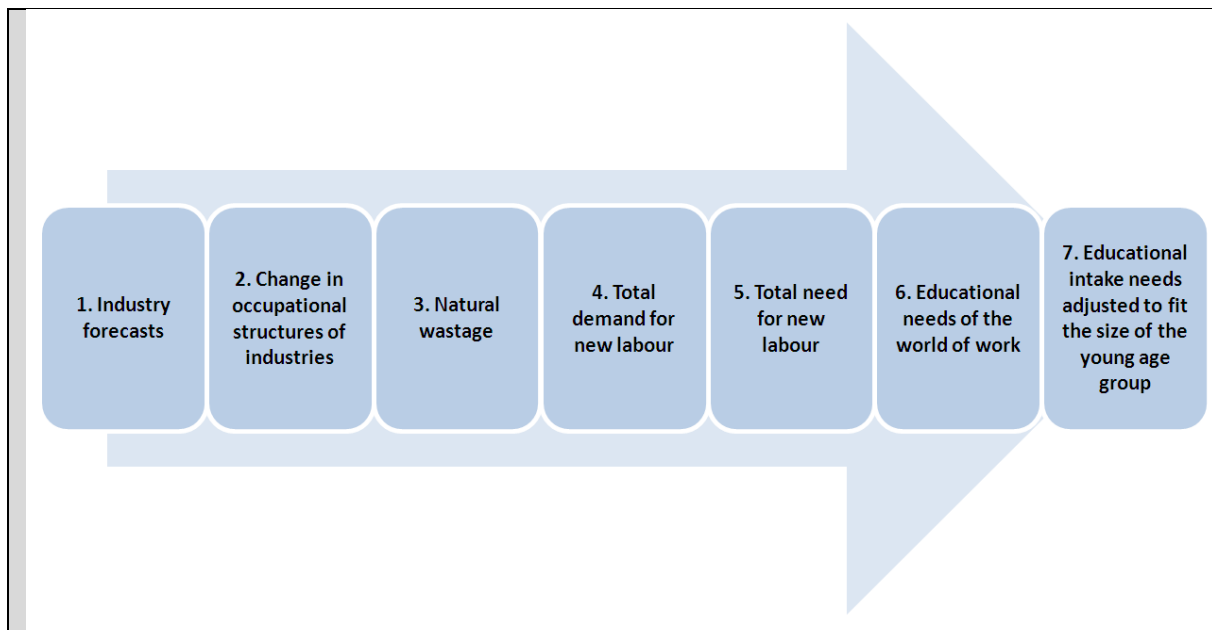 1. Industry
forecasts
2. Change in
occupational
structures of
industries
3. Natural
wastage
4. Total
demand for
new labour
5. Total need
for new
labour
6. Educational
needs of the
world of work
7. Educational
intake needs
adjusted to fit
the size of the
young age
group